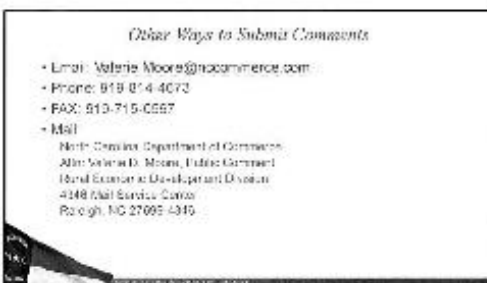 Other Ways to Submit Comments
• Email: Valerie.Moore@nccommerce.com
• Phone: 919-814-4673
• FAX: 919-715-0557
• Mail
North Carolina Department of Commerce
Attn: Valerie D. Moore, Public Comment
Rural Economic Development Division
4346 Mail Service Center
Raleigh, NC 27699-4346